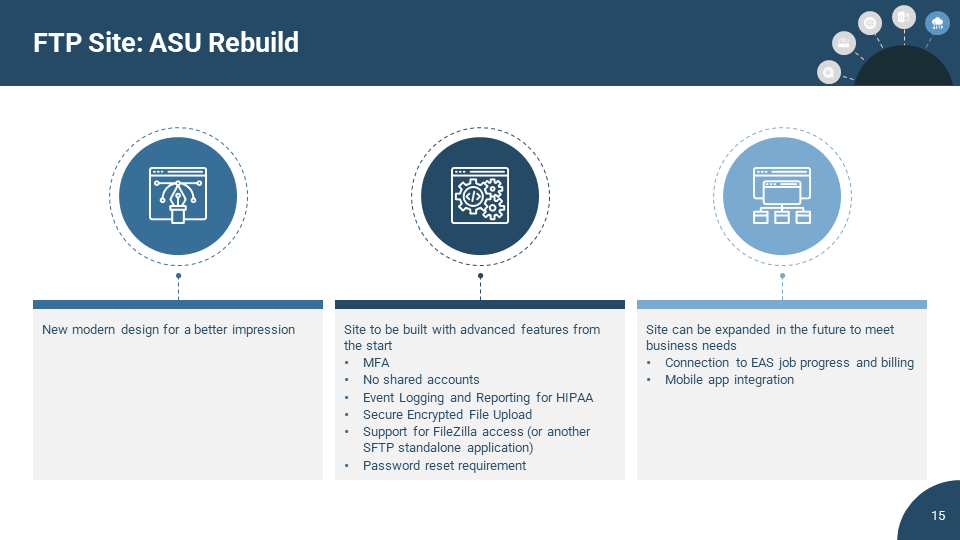 FTP Site: ASU Rebuild
New modern design for a better impression
Site to be built with advanced features from
the start
• MFA
• No shared accounts
• Event Logging and Reporting for HIPAA
• Secure Encrypted File Upload
• Support for FileZilla access (or another
SFTP standalone application)
• Password reset requirement
Site can be expanded in the future to meet
business needs
• Connection to EAS job progress and billing
• Mobile app integration
15